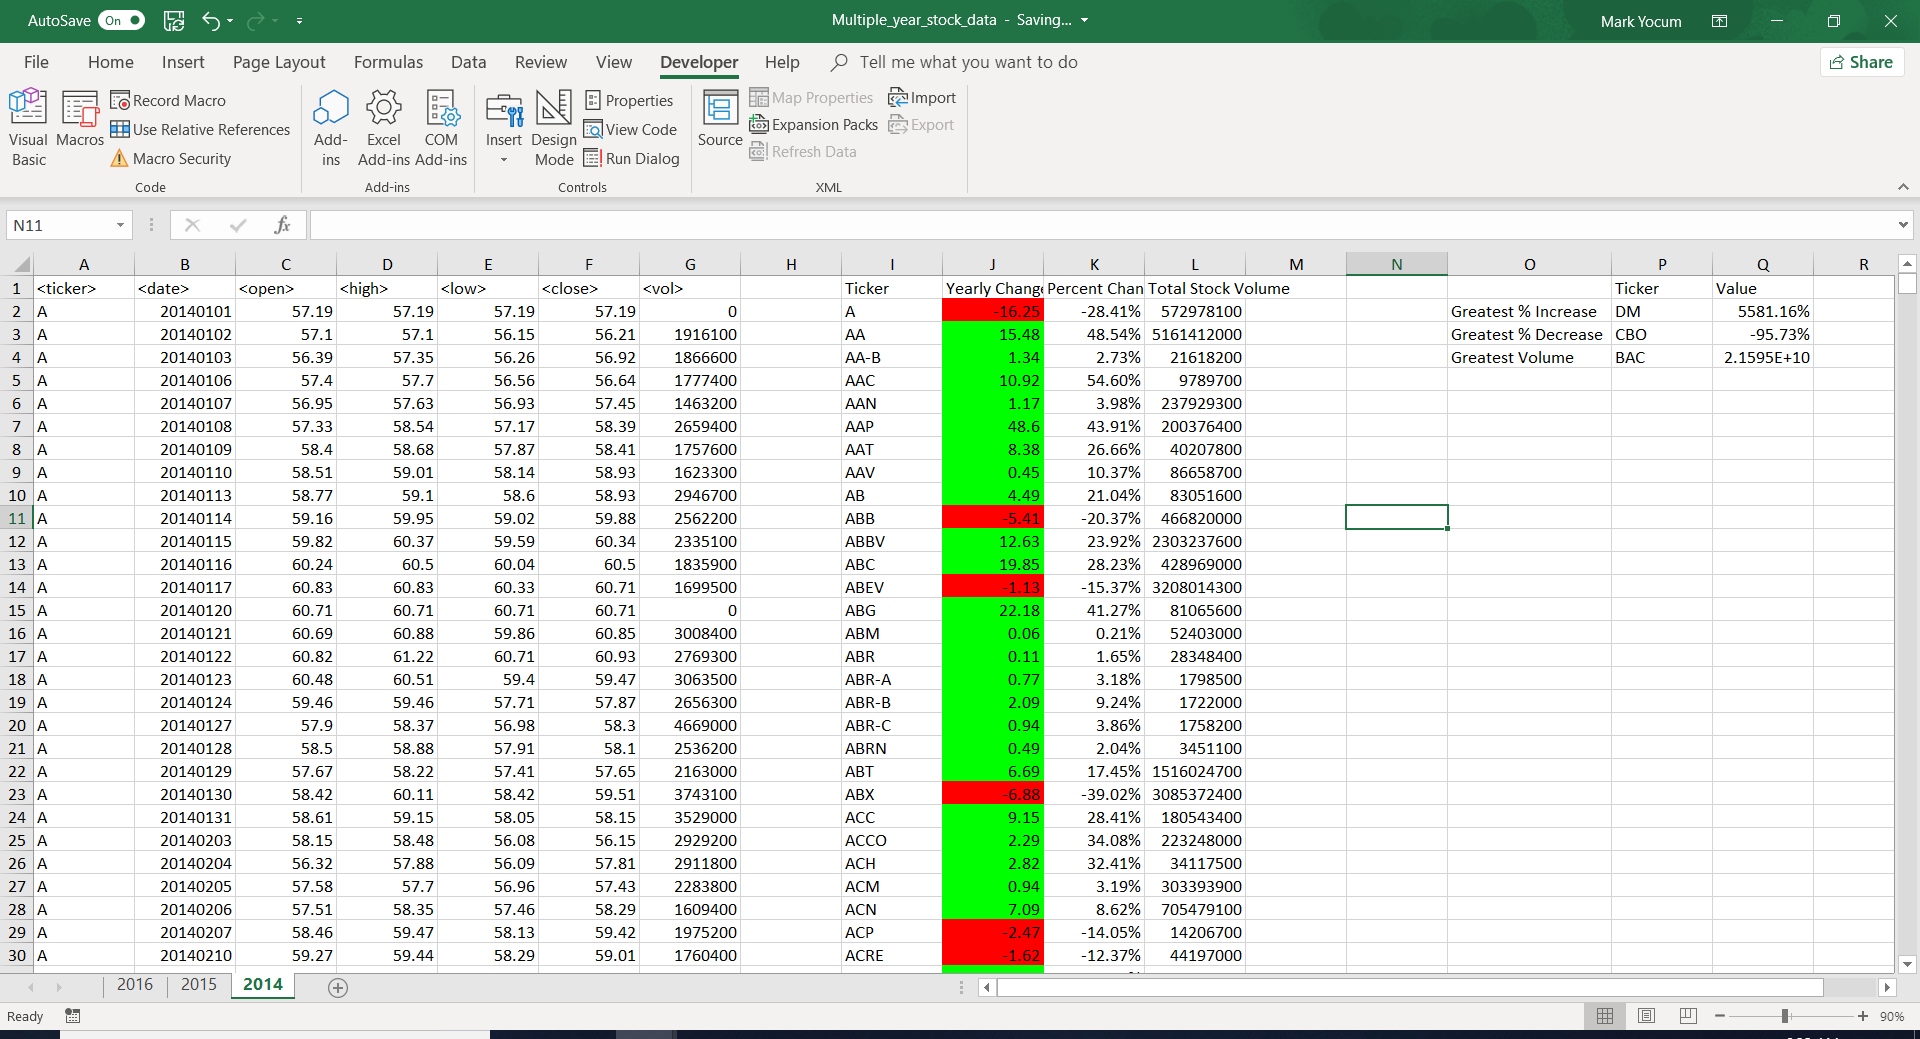 AutoSave On Multiple_year_stock_data - Saving... Mark Yocum
File Home Insert Page Layout Formulas Data Review View Developer Help Tell me what you want to do Share
Visual Basic Macros Record Macro Use Relative References Macro Security Code
Add-ins Excel Add-ins COM Add-ins Add-ins
Insert Design Mode Properties View Code Run Dialog Controls
Source Map Properties Expansion Packs Refresh Data Import Export XML
N11 fx
A B C D E F G H I J K L M N O P Q R
1 <ticker> <date> <open> <high> <low> <close> <vol> Ticker Yearly Change Percent Chan Total Stock Volume Ticker Value
2 A 20140101 57.19 57.19 57.19 57.19 0 A -16.25 -28.41% 572978100 Greatest % Increase DM 5581.16%
3 A 20140102 57.1 57.1 56.15 56.21 1916100 AA 15.48 48.54% 5161412000 Greatest % Decrease CBO -95.73%
4 A 20140103 56.39 57.35 56.26 56.92 1866600 AA-B 1.34 2.73% 21618200 Greatest Volume BAC 2.1595E+10
5 A 20140106 57.4 57.7 56.56 56.64 1777400 AAC 10.92 54.60% 9789700
6 A 20140107 56.95 57.63 56.93 57.45 1463200 AAN 1.17 3.98% 237929300
7 A 20140108 57.33 58.54 57.17 58.39 2659400 AAP 48.6 43.91% 200376400
8 A 20140109 58.4 58.68 57.87 58.41 1757600 AAT 8.38 26.66% 40207800
9 A 20140110 58.51 59.01 58.14 58.93 1623300 AAV 0.45 10.37% 86658700
10 A 20140113 58.77 59.1 58.6 58.93 2946700 AB 4.49 21.04% 83051600
11 A 20140114 59.16 59.95 59.02 59.88 2562200 ABB -5.41 -20.37% 466820000
12 A 20140115 59.82 60.37 59.59 60.34 2335100 ABBV 12.63 23.92% 2303237600
13 A 20140116 60.24 60.5 60.04 60.5 1835900 ABC 19.85 28.23% 428969000
14 A 20140117 60.83 60.83 60.33 60.71 1699500 ABEV -1.13 -15.37% 3208014300
15 A 20140120 60.71 60.71 60.71 60.71 0 ABG 22.18 41.27% 81065600
16 A 20140121 60.69 60.88 59.86 60.85 3008400 ABM 0.06 0.21% 52403000
17 A 20140122 60.82 61.22 60.71 60.93 2769300 ABR 0.11 1.65% 28348400
18 A 20140123 60.48 60.51 59.4 59.47 3063500 ABR-A 0.77 3.18% 1798500
19 A 20140124 59.46 59.46 57.71 57.87 2656300 ABR-B 2.09 9.24% 1722000
20 A 20140127 57.9 58.37 56.98 58.3 4669000 ABR-C 0.94 3.86% 1758200
21 A 20140128 58.5 58.88 57.91 58.1 2536200 ABRN 0.49 2.04% 3451100
22 A 20140129 57.67 58.22 57.41 57.65 2163000 ABT 6.69 17.45% 1516024700
23 A 20140130 58.42 60.11 58.42 59.51 3743100 ABX -6.88 -39.02% 3085372400
24 A 20140131 58.61 59.15 58.05 58.15 3529000 ACC 9.15 28.41% 180543400
25 A 20140203 58.15 58.48 56.08 56.15 2929200 ACCO 2.29 34.08% 223248000
26 A 20140204 56.32 57.88 56.09 57.81 2911800 ACH 2.82 32.41% 34117500
27 A 20140205 57.58 57.7 56.96 57.43 2283800 ACM 0.94 3.19% 303393900
28 A 20140206 57.51 58.35 57.46 58.29 1609400 ACN 7.09 8.62% 705479100
29 A 20140207 58.46 59.47 58.13 59.42 1975200 ACP -2.47 -14.05% 14206700
30 A 20140210 59.27 59.44 58.29 59.01 1760400 ACRE -1.62 -12.37% 44197000
2016 2015 2014
Ready 90%